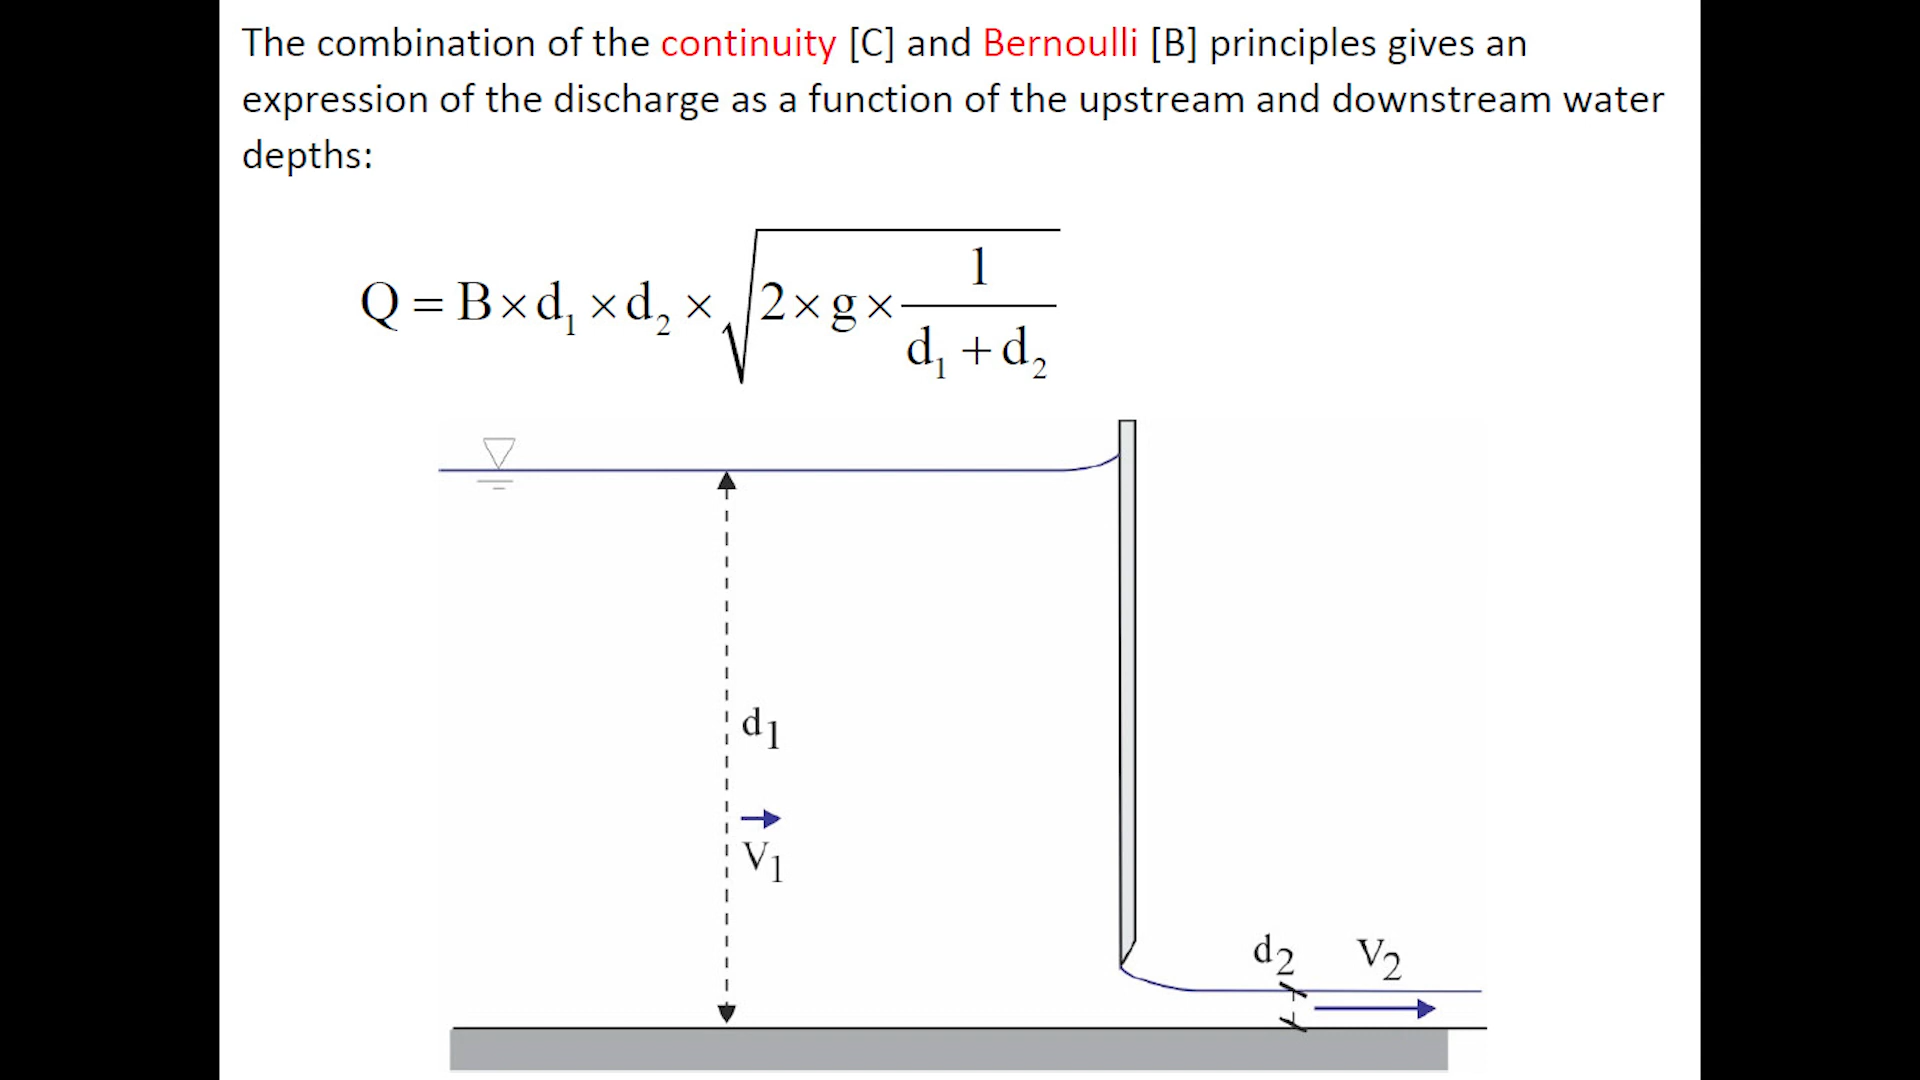 The combination of the continuity [C] and Bernoulli [B] principles gives an
expression of the discharge as a function of the upstream and downstream water
depths:
Q = B × d₁ × d₂ × √(2 × g × 1/(d₁ + d₂))
d₁
V₁
d₂ V₂